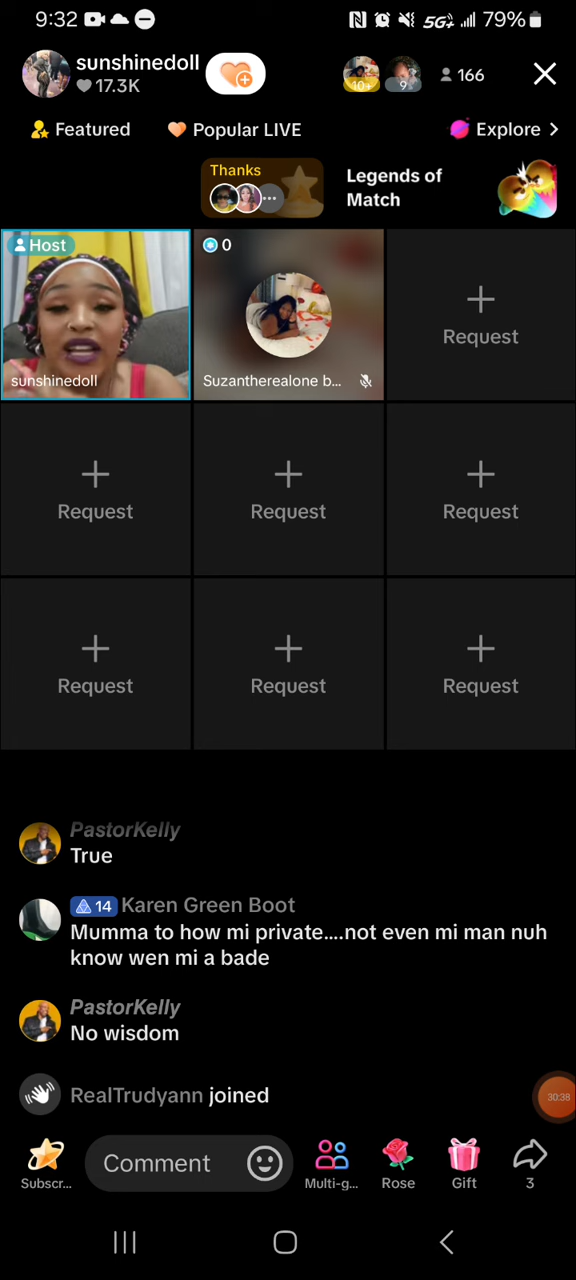 9:32 5G+ 79%
sunshinedoll
17.3K
10+ 9 166
Featured Popular LIVE Explore >
Thanks
Legends of
Match
Host 0
Request
sunshinedoll Suzantherealone b...
Request Request Request
Request Request Request
PastorKelly
True
14 Karen Green Boot
Mumma to how mi private....not even mi man nuh
know wen mi a bade
PastorKelly
No wisdom
RealTrudyann joined
30:38
Comment
Subscr... Multi-g... Rose Gift 3